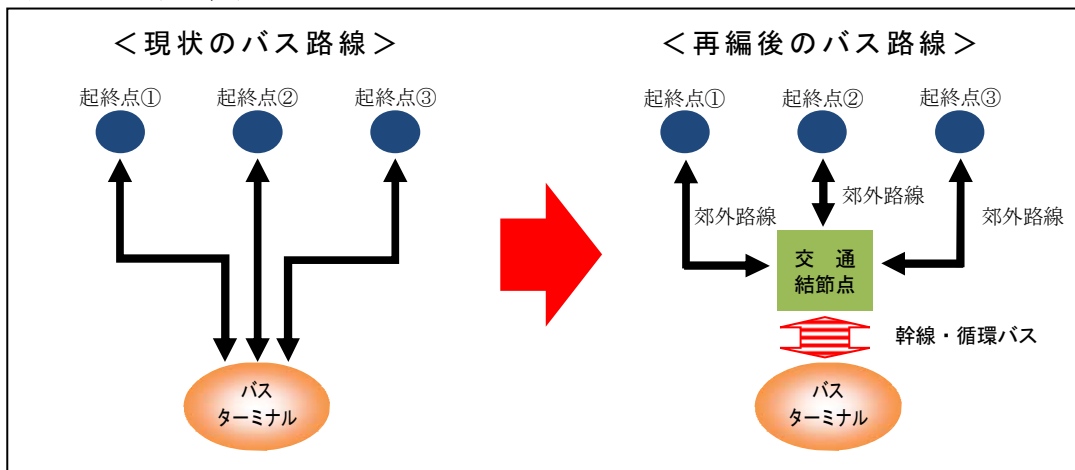 ＜現状のバス路線＞
起終点①
起終点②
起終点③
バス
ターミナル
＜再編後のバス路線＞
起終点①
起終点②
起終点③
郊外路線
郊外路線
郊外路線
交　通
結節点
幹線・循環バス
バス
ターミナル